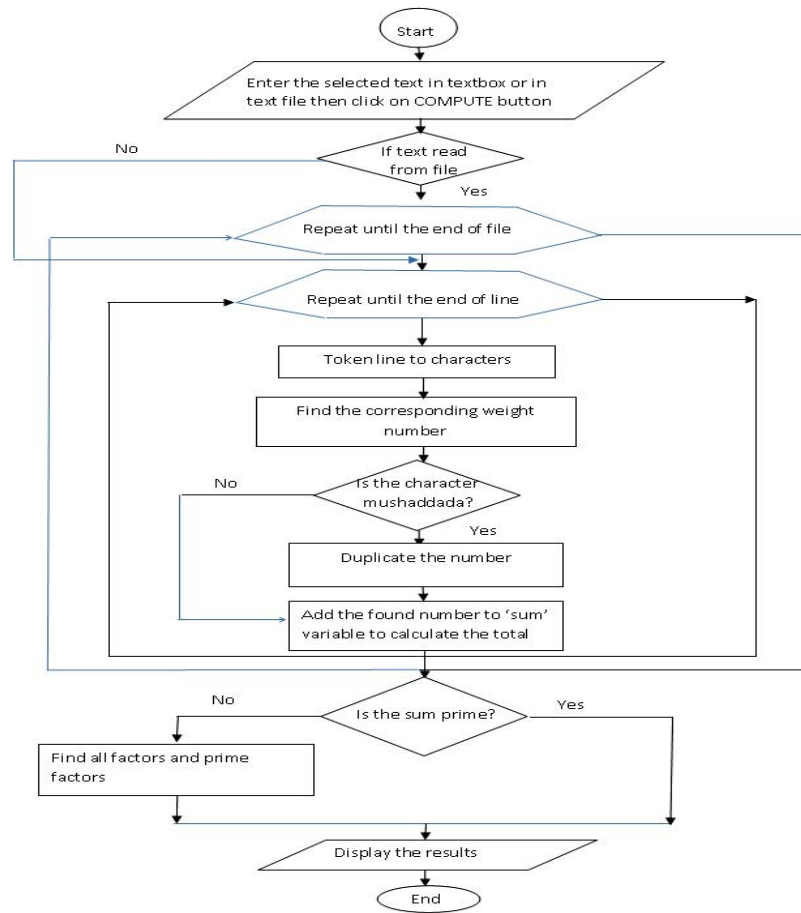 Start
Enter the selected text in textbox or in
text file then click on COMPUTE button
No
If text read
from file
Yes
Repeat until the end of file
Repeat until the end of line
Token line to characters
Find the corresponding weight
number
No
Is the character
mushaddada?
Yes
Duplicate the number
Add the found number to ‘sum’
variable to calculate the total
No
Is the sum prime?
Yes
Find all factors and prime
factors
Display the results
End